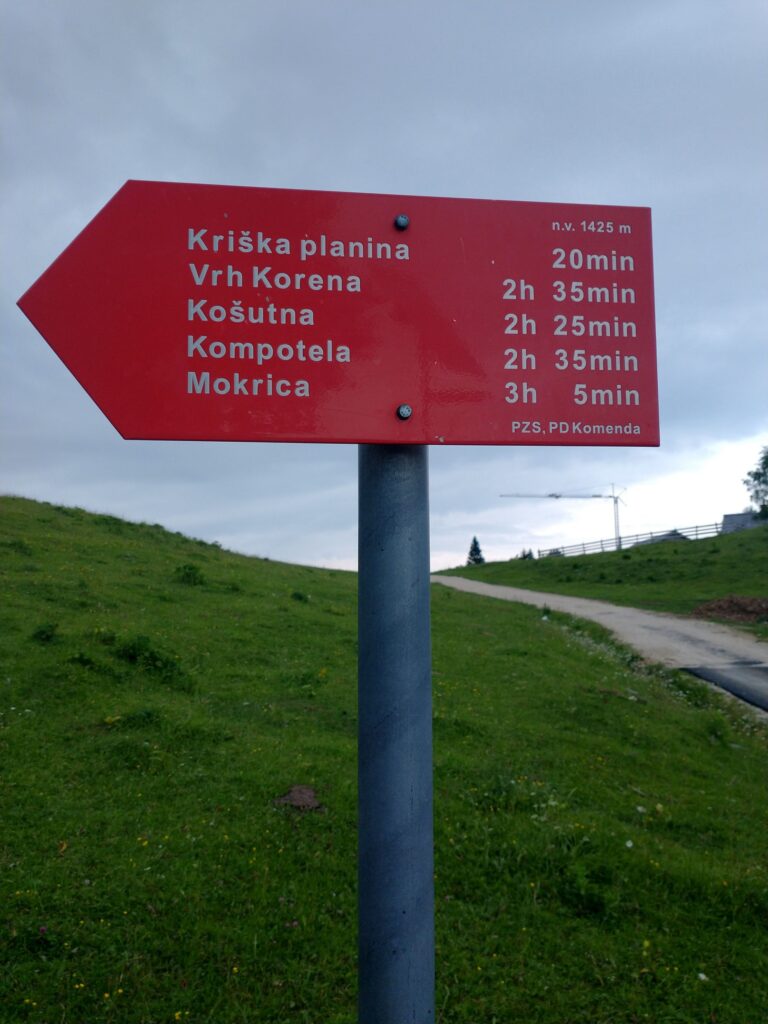 n.v. 1425 m
Kriška planina 20min
Vrh Korena 2h 35min
Košutna 2h 25min
Kompotela 2h 35min
Mokrica 3h 5min
PZS, PD Komenda